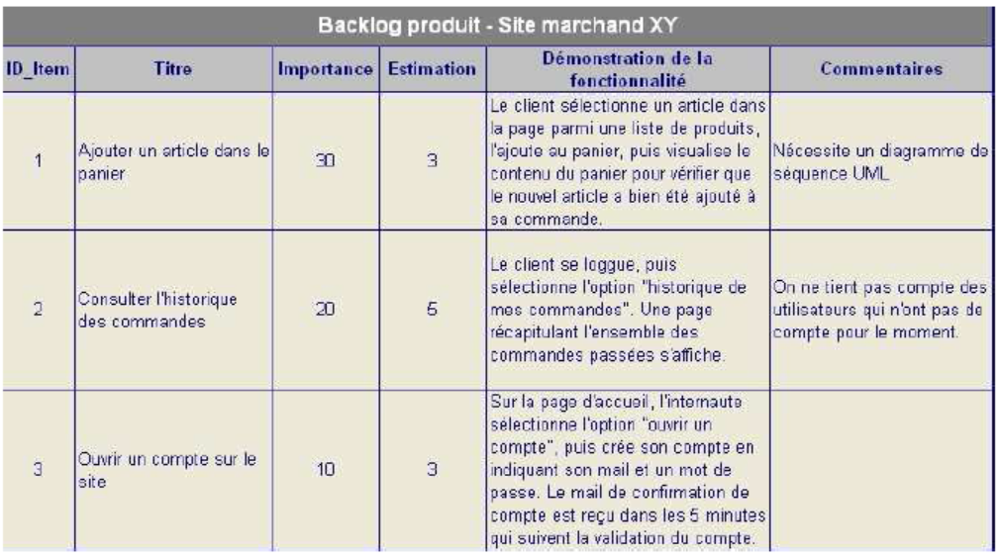 Backlog produit - Site marchand XY
ID_Item
Titre
Importance
Estimation
Démonstration de la
fonctionnalité
Commentaires
1
Ajouter un article dans le
panier
30
3
Le client sélectionne un article dans
la page parmi une liste de produits,
l'ajoute au panier, puis visualise le
contenu du panier pour vérifier que
le nouvel article a bien été ajouté à
sa commande.
Nécessite un diagramme de
séquence UML
2
Consulter l'historique
des commandes
20
5
Le client se loggue, puis
sélectionne l'option "historique de
mes commandes". Une page
récapitulant l'ensemble des
commandes passées s'affiche.
On ne tient pas compte des
utilisateurs qui n'ont pas de
compte pour le moment.
3
Ouvrir un compte sur le
site
10
3
Sur la page d'accueil, l'internaute
sélectionne l'option "ouvrir un
compte", puis crée son compte en
indiquant son mail et un mot de
passe. Le mail de confirmation de
compte est reçu dans les 5 minutes
qui suivent la validation du compte.